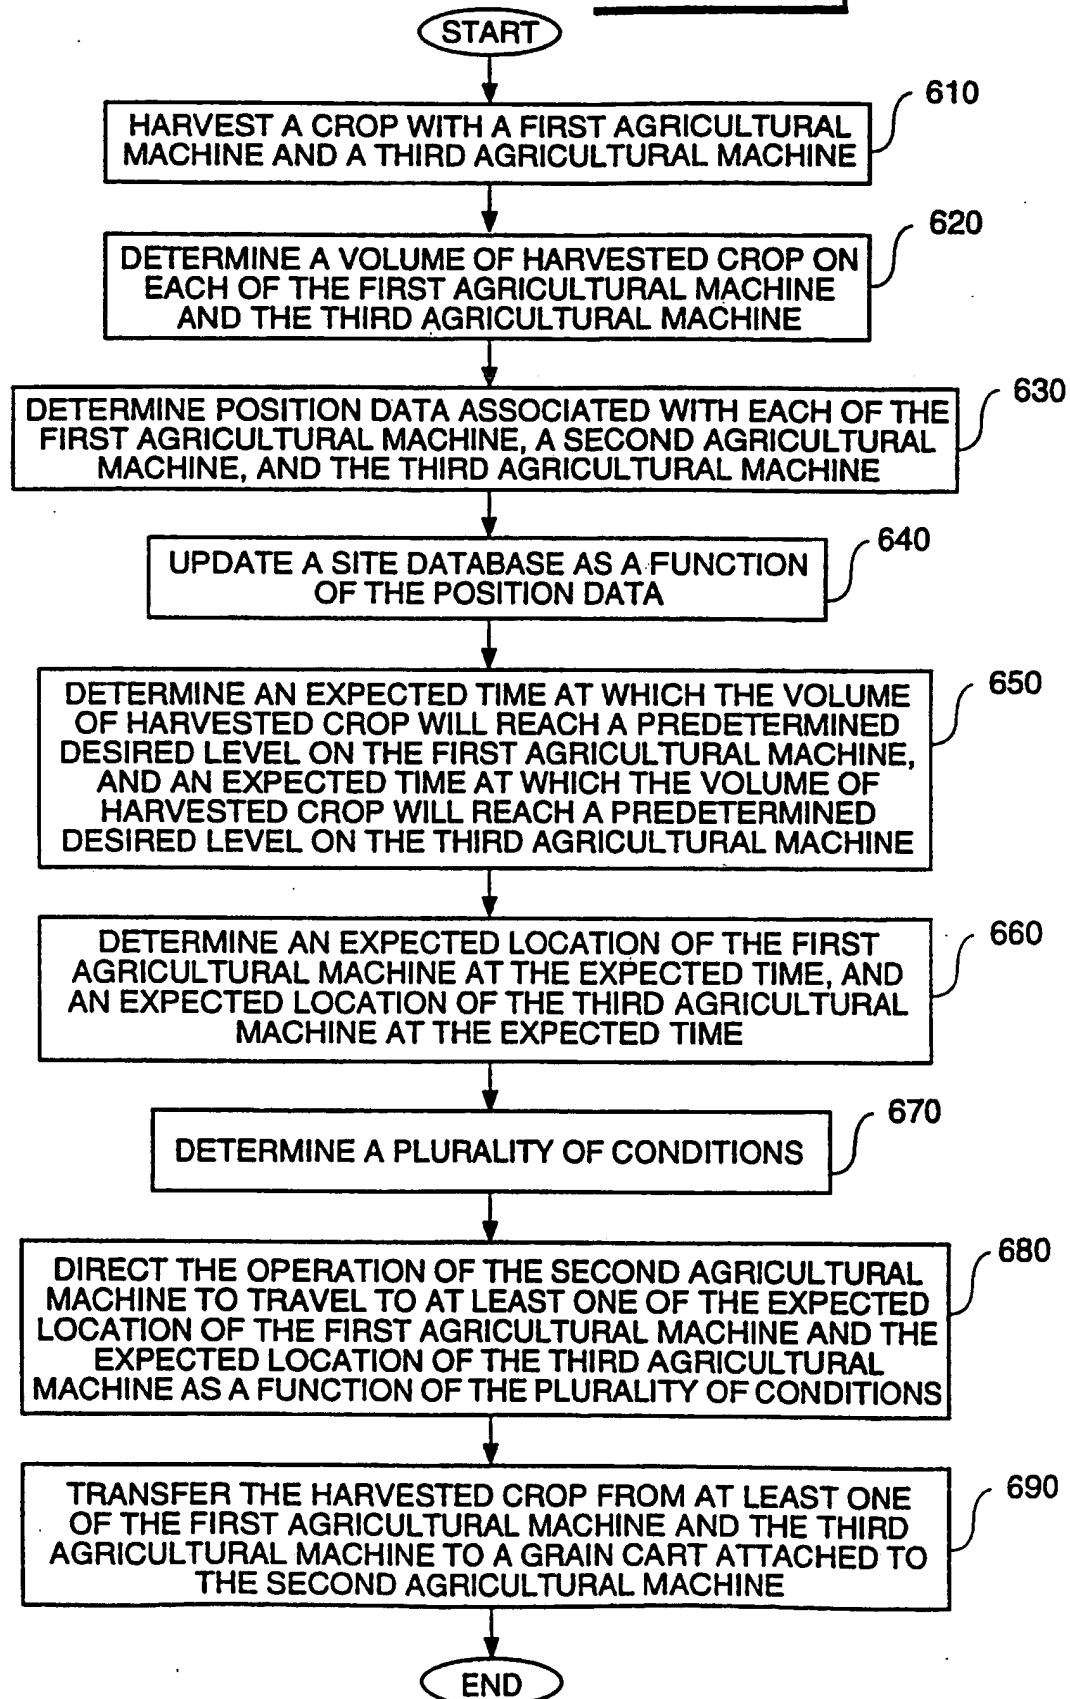 START
610
HARVEST A CROP WITH A FIRST AGRICULTURAL
MACHINE AND A THIRD AGRICULTURAL MACHINE
620
DETERMINE A VOLUME OF HARVESTED CROP ON
EACH OF THE FIRST AGRICULTURAL MACHINE
AND THE THIRD AGRICULTURAL MACHINE
630
DETERMINE POSITION DATA ASSOCIATED WITH EACH OF THE
FIRST AGRICULTURAL MACHINE, A SECOND AGRICULTURAL
MACHINE, AND THE THIRD AGRICULTURAL MACHINE
640
UPDATE A SITE DATABASE AS A FUNCTION
OF THE POSITION DATA
650
DETERMINE AN EXPECTED TIME AT WHICH THE VOLUME
OF HARVESTED CROP WILL REACH A PREDETERMINED
DESIRED LEVEL ON THE FIRST AGRICULTURAL MACHINE,
AND AN EXPECTED TIME AT WHICH THE VOLUME OF
HARVESTED CROP WILL REACH A PREDETERMINED
DESIRED LEVEL ON THE THIRD AGRICULTURAL MACHINE
660
DETERMINE AN EXPECTED LOCATION OF THE FIRST
AGRICULTURAL MACHINE AT THE EXPECTED TIME, AND
AN EXPECTED LOCATION OF THE THIRD AGRICULTURAL
MACHINE AT THE EXPECTED TIME
670
DETERMINE A PLURALITY OF CONDITIONS
680
DIRECT THE OPERATION OF THE SECOND AGRICULTURAL
MACHINE TO TRAVEL TO AT LEAST ONE OF THE EXPECTED
LOCATION OF THE FIRST AGRICULTURAL MACHINE AND THE
EXPECTED LOCATION OF THE THIRD AGRICULTURAL
MACHINE AS A FUNCTION OF THE PLURALITY OF CONDITIONS
690
TRANSFER THE HARVESTED CROP FROM AT LEAST ONE
OF THE FIRST AGRICULTURAL MACHINE AND THE THIRD
AGRICULTURAL MACHINE TO A GRAIN CART ATTACHED TO
THE SECOND AGRICULTURAL MACHINE
END